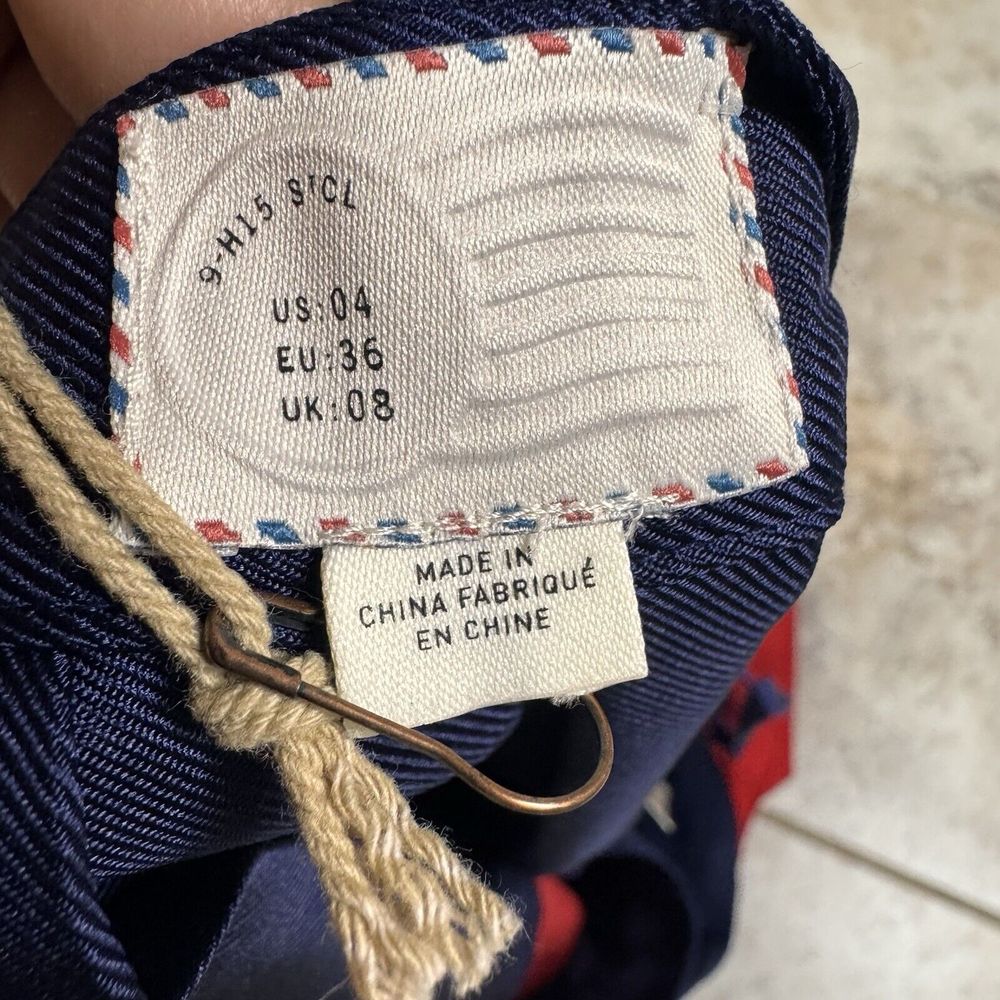 9-H15 STCL
US:04
EU:36
UK:08
MADE IN
CHINA FABRIQUÉ
EN CHINE